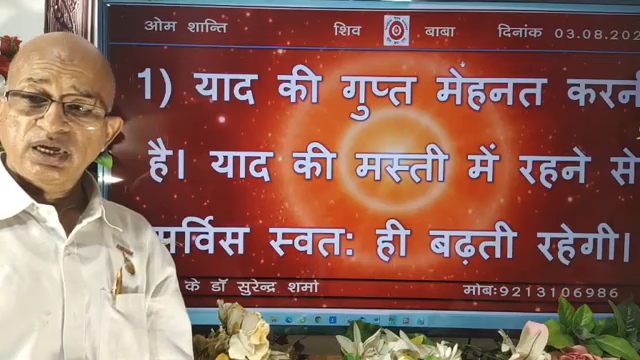 ओम शान्ति शिव बाबा दिनांक 03.08.202
1) याद की गुप्त मेहनत करनी
है। याद की मस्ती में रहने से
सर्विस स्वत: ही बढ़ती रहेगी।
के डॉ सुरेन्द्र शर्मा मोबः9213106986